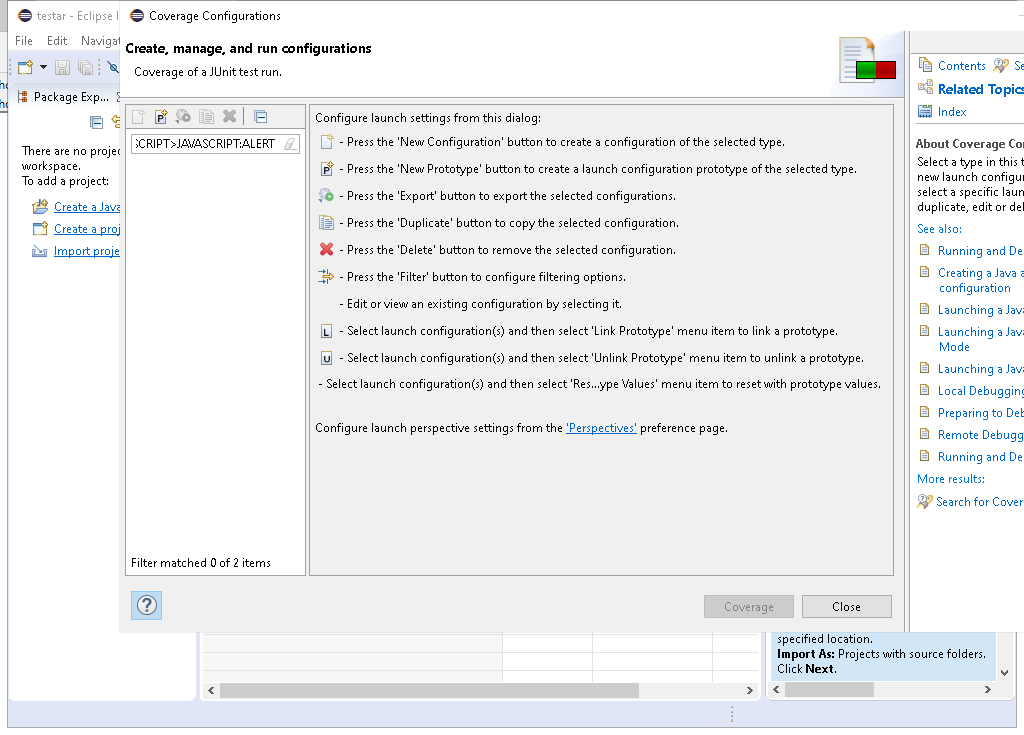 testar - Eclipse I
Coverage Configurations
File Edit Navigat
Create, manage, and run configurations
Coverage of a JUnit test run.
Package Exp...
There are no projec
workspace.
To add a project:
Create a Java
Create a proj
Import proje
SCRIPT>JAVASCRIPT:ALERT
Filter matched 0 of 2 items
Configure launch settings from this dialog:
- Press the 'New Configuration' button to create a configuration of the selected type.
P - Press the 'New Prototype' button to create a launch configuration prototype of the selected type.
- Press the 'Export' button to export the selected configurations.
- Press the 'Duplicate' button to copy the selected configuration.
- Press the 'Delete' button to remove the selected configuration.
- Press the 'Filter' button to configure filtering options.
- Edit or view an existing configuration by selecting it.
L - Select launch configuration(s) and then select 'Link Prototype' menu item to link a prototype.
U - Select launch configuration(s) and then select 'Unlink Prototype' menu item to unlink a prototype.
- Select launch configuration(s) and then select 'Res...ype Values' menu item to reset with prototype values.
Configure launch perspective settings from the 'Perspectives' preference page.
? Coverage Close
Contents Se
Related Topics
Index
About Coverage Co
Select a type in this t
new launch configur
select a specific laun
duplicate, edit or del
See also:
Running and De
Creating a Java a
configuration
Launching a Java
Launching a Java
Mode
Launching a Java
Local Debugging
Preparing to Deb
Remote Debugg
Running and De
More results:
Search for Cover
specified location.
Import As: Projects with source folders.
Click Next.